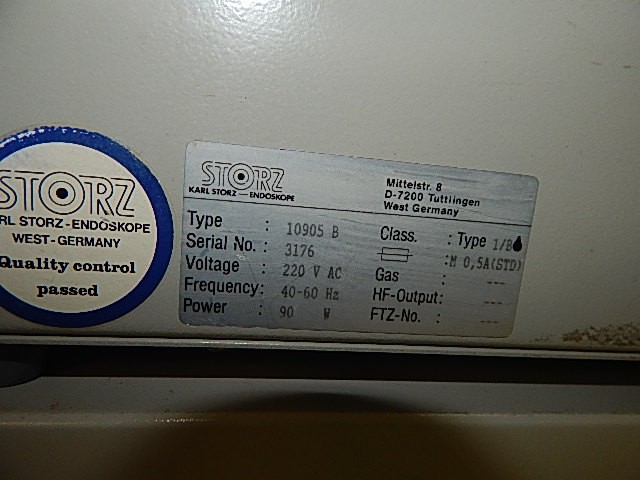 STORZ
KARL STORZ-ENDOSKOPE
WEST-GERMANY
Quality control
passed
STORZ
KARL STORZ—ENDOSKOPE
Mittelstr. 8
D-7200 Tuttlingen
West Germany
Type : 10905 B
Serial No. : 3176
Voltage : 220 V AC
Frequency : 40-60 Hz
Power : 90 W
Class. : Type 1/B
: M 0,5A(STD)
Gas : ---
HF-Output: ---
FTZ-No. : ---